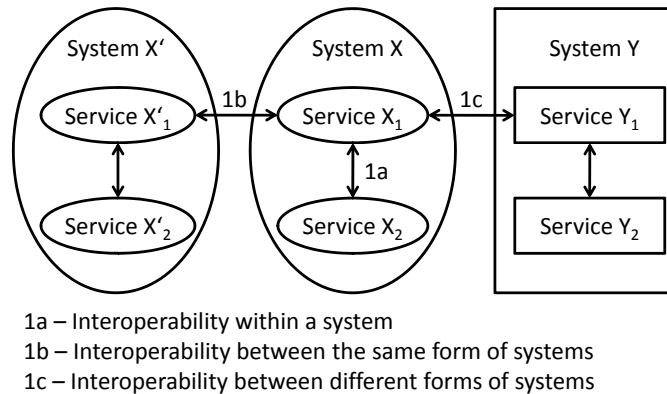 System X‘ System X System Y
1b 1c
Service X‘1 Service X1 Service Y1
1a
Service X‘2 Service X2 Service Y2
1a – Interoperability within a system
1b – Interoperability between the same form of systems
1c – Interoperability between different forms of systems